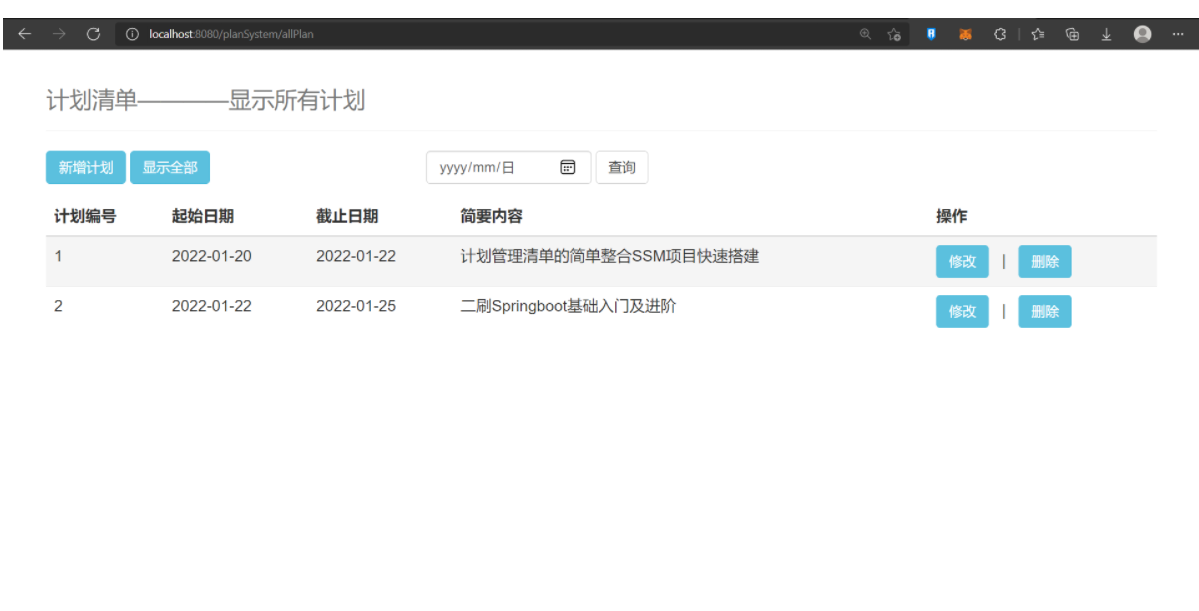 localhost:8080/planSystem/allPlan
计划清单————显示所有计划
新增计划 显示全部 yyyy/mm/日 查询
计划编号 起始日期 截止日期 简要内容 操作
1 2022-01-20 2022-01-22 计划管理清单的简单整合SSM项目快速搭建 修改 | 删除
2 2022-01-22 2022-01-25 二刷Springboot基础入门及进阶 修改 | 删除